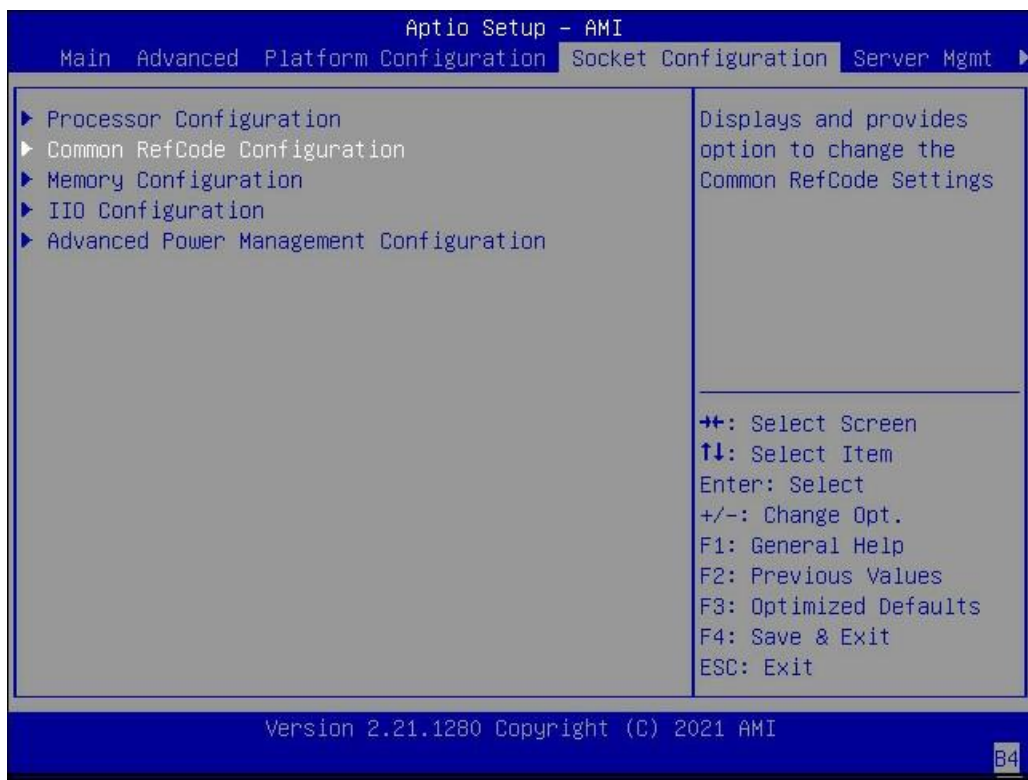 Aptio Setup – AMI
Main Advanced Platform Configuration Socket Configuration Server Mgmt ▶
▶ Processor Configuration
▶ Common RefCode Configuration
▶ Memory Configuration
▶ IIO Configuration
▶ Advanced Power Management Configuration
Displays and provides
option to change the
Common RefCode Settings
→←: Select Screen
↑↓: Select Item
Enter: Select
+/-: Change Opt.
F1: General Help
F2: Previous Values
F3: Optimized Defaults
F4: Save & Exit
ESC: Exit
Version 2.21.1280 Copyright (C) 2021 AMI
B4